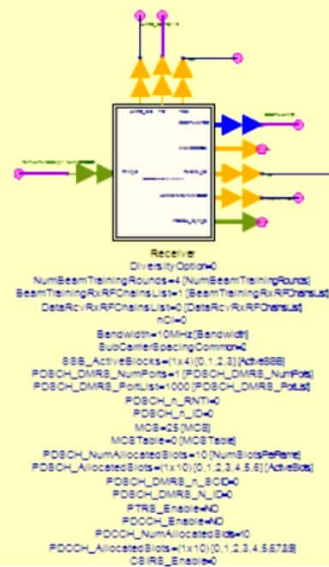 Receiver
DiversityOption=0
NumBeamTrainingRounds=4 [NumBeamTrainingRounds]
BeamTrainingRxRFChainsList=1 [BeamTrainingRxRFChainsList]
DataRcvRxRFChainsList=0 [DataRcvRxRFChainsList]
nCI=0
Bandwidth=10MHz [Bandwidth]
SubCarrierSpacingCommon=2
SSB_ActiveBlocks=(1x4) [0,1,2,3] [ActiveSSB]
PDSCH_DMRS_NumPorts=1 [PDSCH_DMRS_NumPorts]
PDSCH_DMRS_PortList=1000 [PDSCH_DMRS_PortList]
PDSCH_n_RNTI=0
PDSCH_n_ID=0
MCS=25 [MCS]
MCSTable=0 [MCSTable]
PDSCH_NumAllocatedSlots=10 [NumSlotsPerFrame]
PDSCH_AllocatedSlots=(1x10) [0,1,2,3,4,5,6] [ActiveSlots]
PDSCH_DMRS_n_SCID=0
PDSCH_DMRS_N_ID=0
PTRS_Enable=NO
PDCCH_Enable=NO
PDCCH_NumAllocatedSlots=10
PDCCH_AllocatedSlots=(1x10) [0,1,2,3,4,5,6,7,8,9]
CSIRS_Enable=0